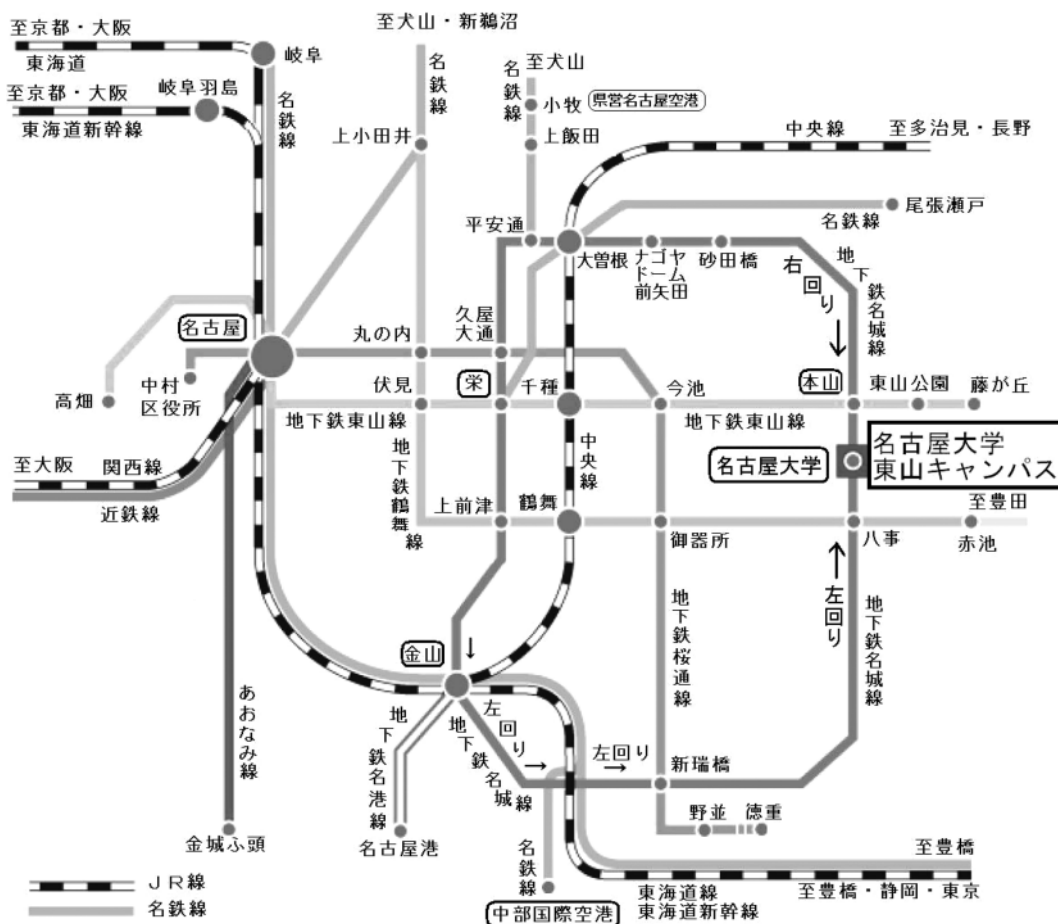 至京都・大阪
東海道
岐阜
至京都・大阪
岐阜羽島
東海道新幹線
名鉄線
至犬山・新鵜沼
名鉄線
上小田井
至犬山
名鉄線
小牧
県営名古屋空港
上飯田
中央線
至多治見・長野
尾張瀬戸
名鉄線
平安通
大曽根
ナゴヤ
ドーム
前矢田
砂田橋
右回り
↓
地下鉄名城線
名古屋
高畑
中村
区役所
丸の内
久屋
大通
伏見
栄
千種
今池
本山
東山公園
藤が丘
地下鉄東山線
地下鉄東山線
至大阪
関西線
近鉄線
地下鉄鶴舞線
中央線
名古屋大学
名古屋大学
東山キャンパス
上前津
鶴舞
御器所
八事
至豊田
赤池
↑
左回り
地下鉄名城線
地下鉄桜通線
金山
↓
あおなみ線
地下鉄名港線
地下鉄名城線
左回り
→
左回り
→
新瑞橋
野並
徳重
金城ふ頭
名古屋港
名鉄線
中部国際空港
至豊橋
東海道線
東海道新幹線
至豊橋・静岡・東京
JR線
名鉄線